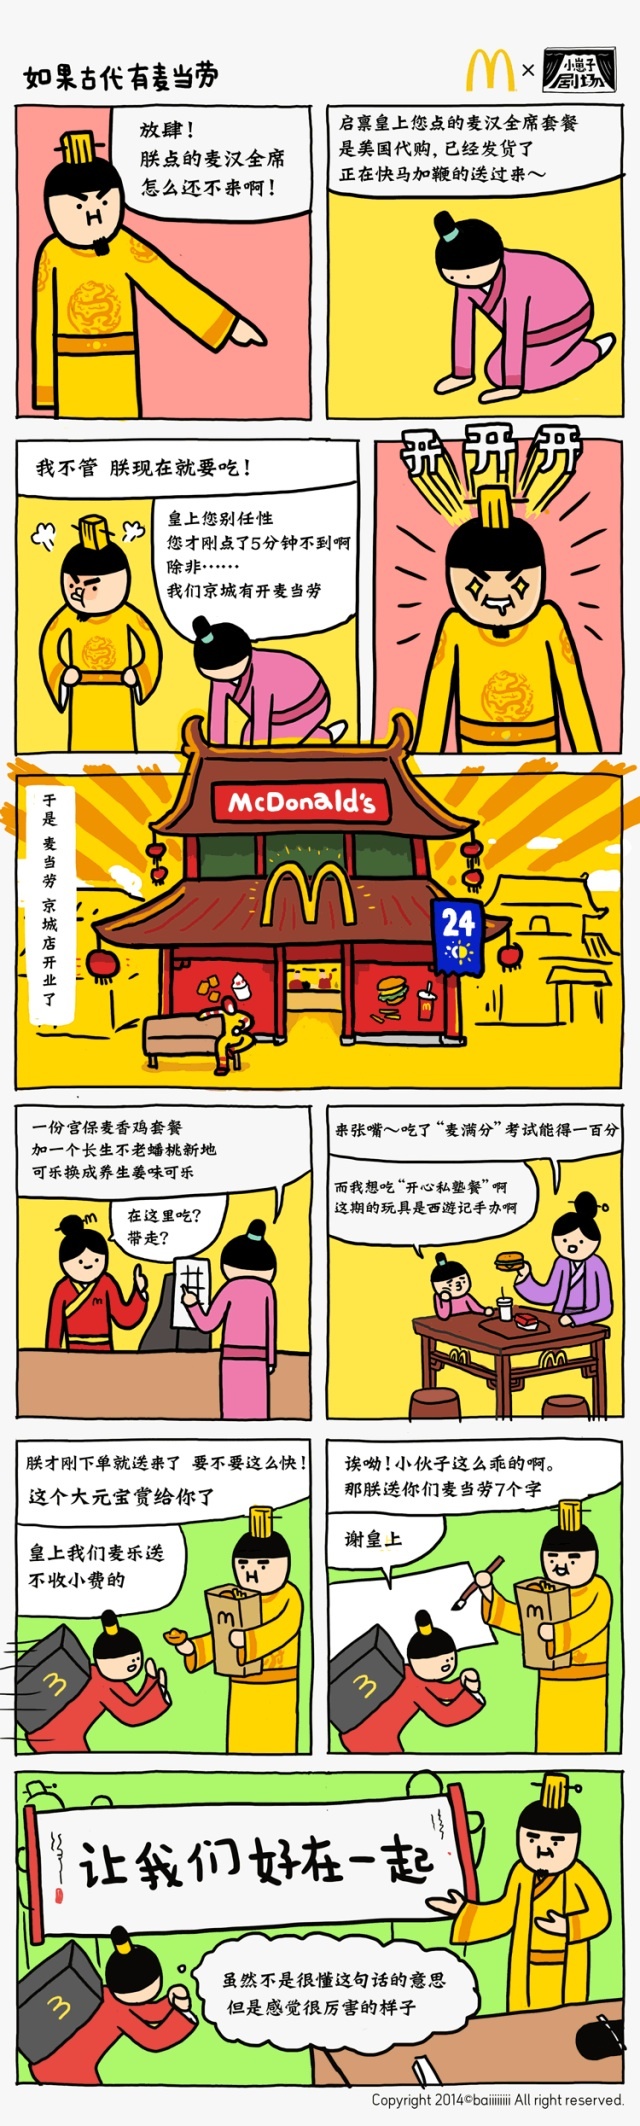 如果古代有麦当劳
×
小崽子
剧场
放肆！
朕点的麦汉全席
怎么还不来啊！
启禀皇上您点的麦汉全席套餐
是美国代购，已经发货了
正在快马加鞭的送过来～
我不管 朕现在就要吃！
皇上您别任性
您才刚点了5分钟不到啊
除非……
我们京城有开麦当劳
开 开 开
于是 麦当劳 京城店开业了
McDonald's
24
一份宫保麦香鸡套餐
加一个长生不老蟠桃新地
可乐换成养生姜味可乐
在这里吃？
带走？
来张嘴～吃了“麦满分”考试能得一百分
而我想吃“开心私塾餐”啊
这期的玩具是西遊记手办啊
朕才刚下单就送来了 要不要这么快！
这个大元宝赏给你了
皇上我们麦乐送
不收小费的
诶呦！小伙子这么乖的啊。
那朕送你们麦当劳7个字
谢皇上
让我们好在一起
虽然不是很懂这句话的意思
但是感觉很厉害的样子
Copyright 2014©baiiiiiiii All right reserved.